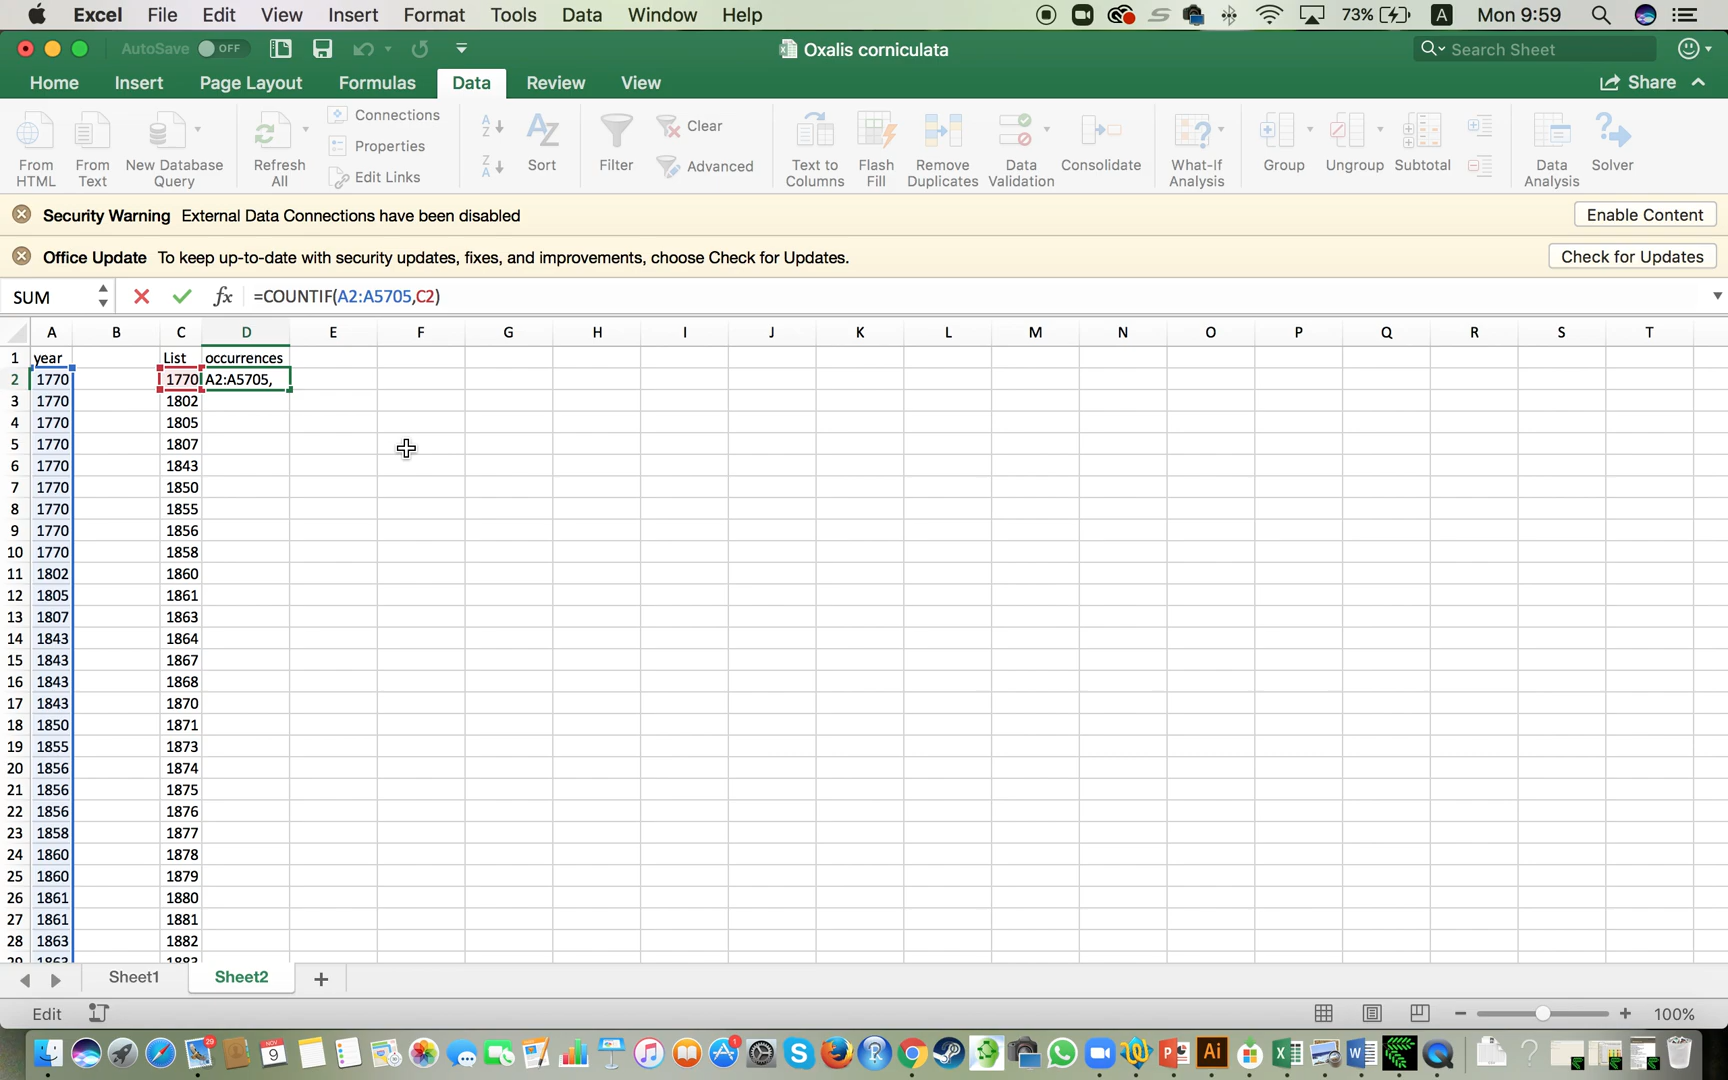 Excel File Edit View Insert Format Tools Data Window Help 73% A Mon 9:59
AutoSave OFF Oxalis corniculata Search Sheet
Home Insert Page Layout Formulas Data Review View Share
From HTML
From Text
New Database Query
Refresh All
Connections
Properties
Edit Links
Sort
Filter
Clear
Advanced
Text to Columns
Flash Fill
Remove Duplicates
Data Validation
Consolidate
What-If Analysis
Group
Ungroup
Subtotal
Data Analysis
Solver
Security Warning External Data Connections have been disabled Enable Content
Office Update To keep up-to-date with security updates, fixes, and improvements, choose Check for Updates. Check for Updates
SUM fx =COUNTIF(A2:A5705,C2)
A B C D E F G H I J K L M N O P Q R S T
1 year List occurrences
2 1770 1770 A2:A5705,
3 1770 1802
4 1770 1805
5 1770 1807
6 1770 1843
7 1770 1850
8 1770 1855
9 1770 1856
10 1770 1858
11 1802 1860
12 1805 1861
13 1807 1863
14 1843 1864
15 1843 1867
16 1843 1868
17 1843 1870
18 1850 1871
19 1855 1873
20 1856 1874
21 1856 1875
22 1856 1876
23 1858 1877
24 1860 1878
25 1860 1879
26 1861 1880
27 1861 1881
28 1863 1882
29 1863 1883
Sheet1 Sheet2 +
Edit 100%